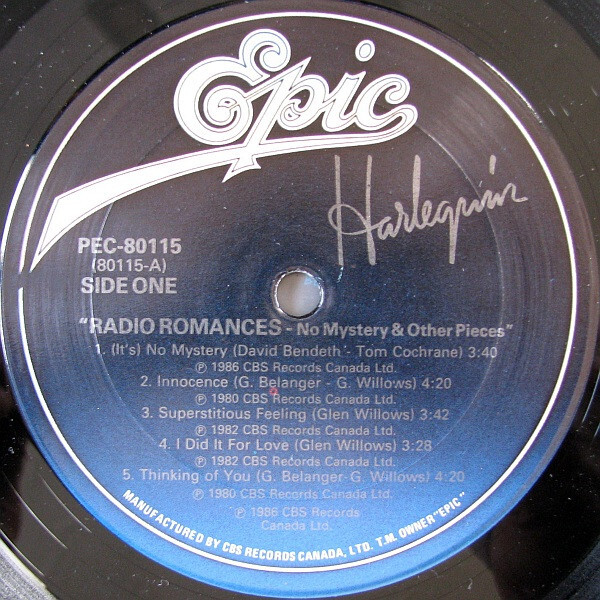 Epic
Harlequin
PEC-80115
(80115-A)
SIDE ONE
"RADIO ROMANCES - No Mystery & Other Pieces"
1. (It's) No Mystery (David Bendeth - Tom Cochrane) 3:40
℗ 1986 CBS Records Canada Ltd.
2. Innocence (G. Belanger - G. Willows) 4:20
℗ 1980 CBS Records Canada Ltd.
3. Superstitious Feeling (Glen Willows) 3:42
℗ 1982 CBS Records Canada Ltd.
4. I Did It For Love (Glen Willows) 3:28
℗ 1982 CBS Records Canada Ltd.
5. Thinking of You (G. Belanger- G. Willows) 4:20
℗ 1980 CBS Records Canada Ltd.
℗ 1986 CBS Records
Canada Ltd.
MANUFACTURED BY CBS RECORDS CANADA, LTD. T.M. OWNER "EPIC"